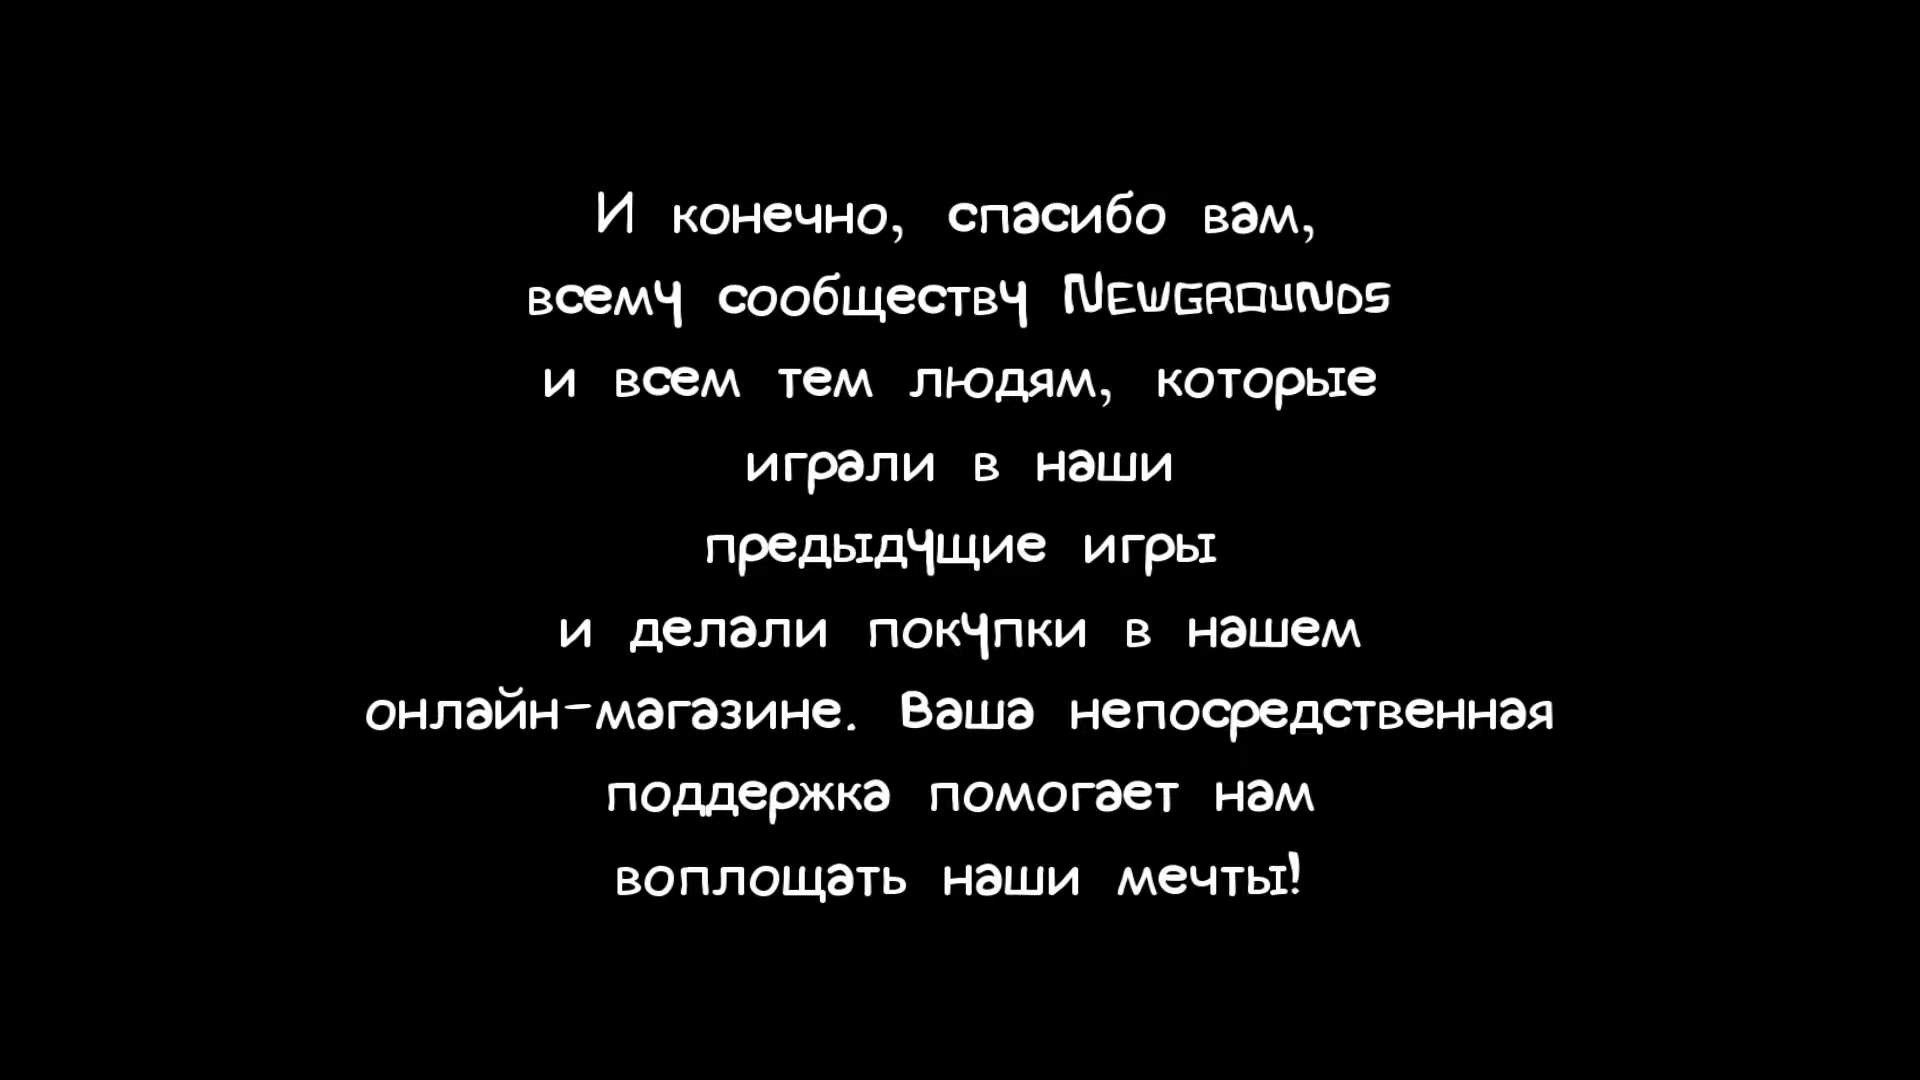 И конечно, спасибо вам,
всему сообществу Newgrounds
и всем тем людям, которые
играли в наши
предыдущие игры
и делали покупки в нашем
онлайн-магазине. Ваша непосредственная
поддержка помогает нам
воплощать наши мечты!